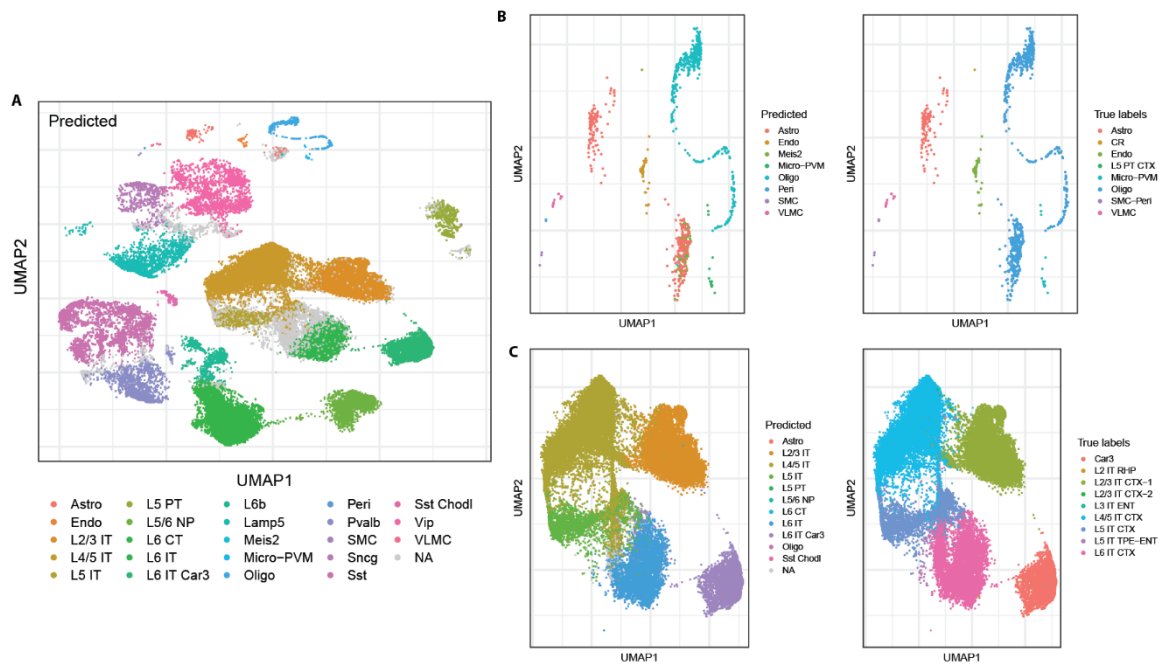 A
Predicted
UMAP2
UMAP1
Astro
Endo
L2/3 IT
L4/5 IT
L5 IT
L5 PT
L5/6 NP
L6 CT
L6 IT
L6 IT Car3
L6b
Lamp5
Meis2
Micro-PVM
Oligo
Peri
Pvalb
SMC
Sncg
Sst
Sst Chodl
Vip
VLMC
NA
B
UMAP2
UMAP1
Predicted
Astro
Endo
Meis2
Micro-PVM
Oligo
Peri
SMC
VLMC
UMAP2
UMAP1
True labels
Astro
CR
Endo
L5 PT CTX
Micro-PVM
Oligo
SMC-Peri
VLMC
C
UMAP2
UMAP1
Predicted
Astro
L2/3 IT
L4/5 IT
L5 IT
L5 PT
L5/6 NP
L6 CT
L6 IT
L6 IT Car3
Oligo
Sst Chodl
NA
UMAP2
UMAP1
True labels
Car3
L2 IT RHP
L2/3 IT CTX-1
L2/3 IT CTX-2
L3 IT ENT
L4/5 IT CTX
L5 IT CTX
L5 IT TPE-ENT
L6 IT CTX